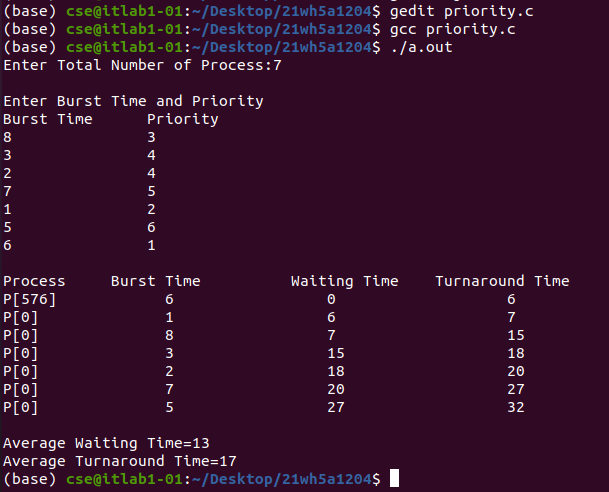 (base) cse@itlab1-01:~/Desktop/21wh5a1204$ gedit priority.c
(base) cse@itlab1-01:~/Desktop/21wh5a1204$ gcc priority.c
(base) cse@itlab1-01:~/Desktop/21wh5a1204$ ./a.out
Enter Total Number of Process:7
Enter Burst Time and Priority
Burst Time Priority
8 3
3 4
2 4
7 5
1 2
5 6
6 1
Process Burst Time Waiting Time Turnaround Time
P[576] 6 0 6
P[0] 1 6 7
P[0] 8 7 15
P[0] 3 15 18
P[0] 2 18 20
P[0] 7 20 27
P[0] 5 27 32
Average Waiting Time=13
Average Turnaround Time=17
(base) cse@itlab1-01:~/Desktop/21wh5a1204$